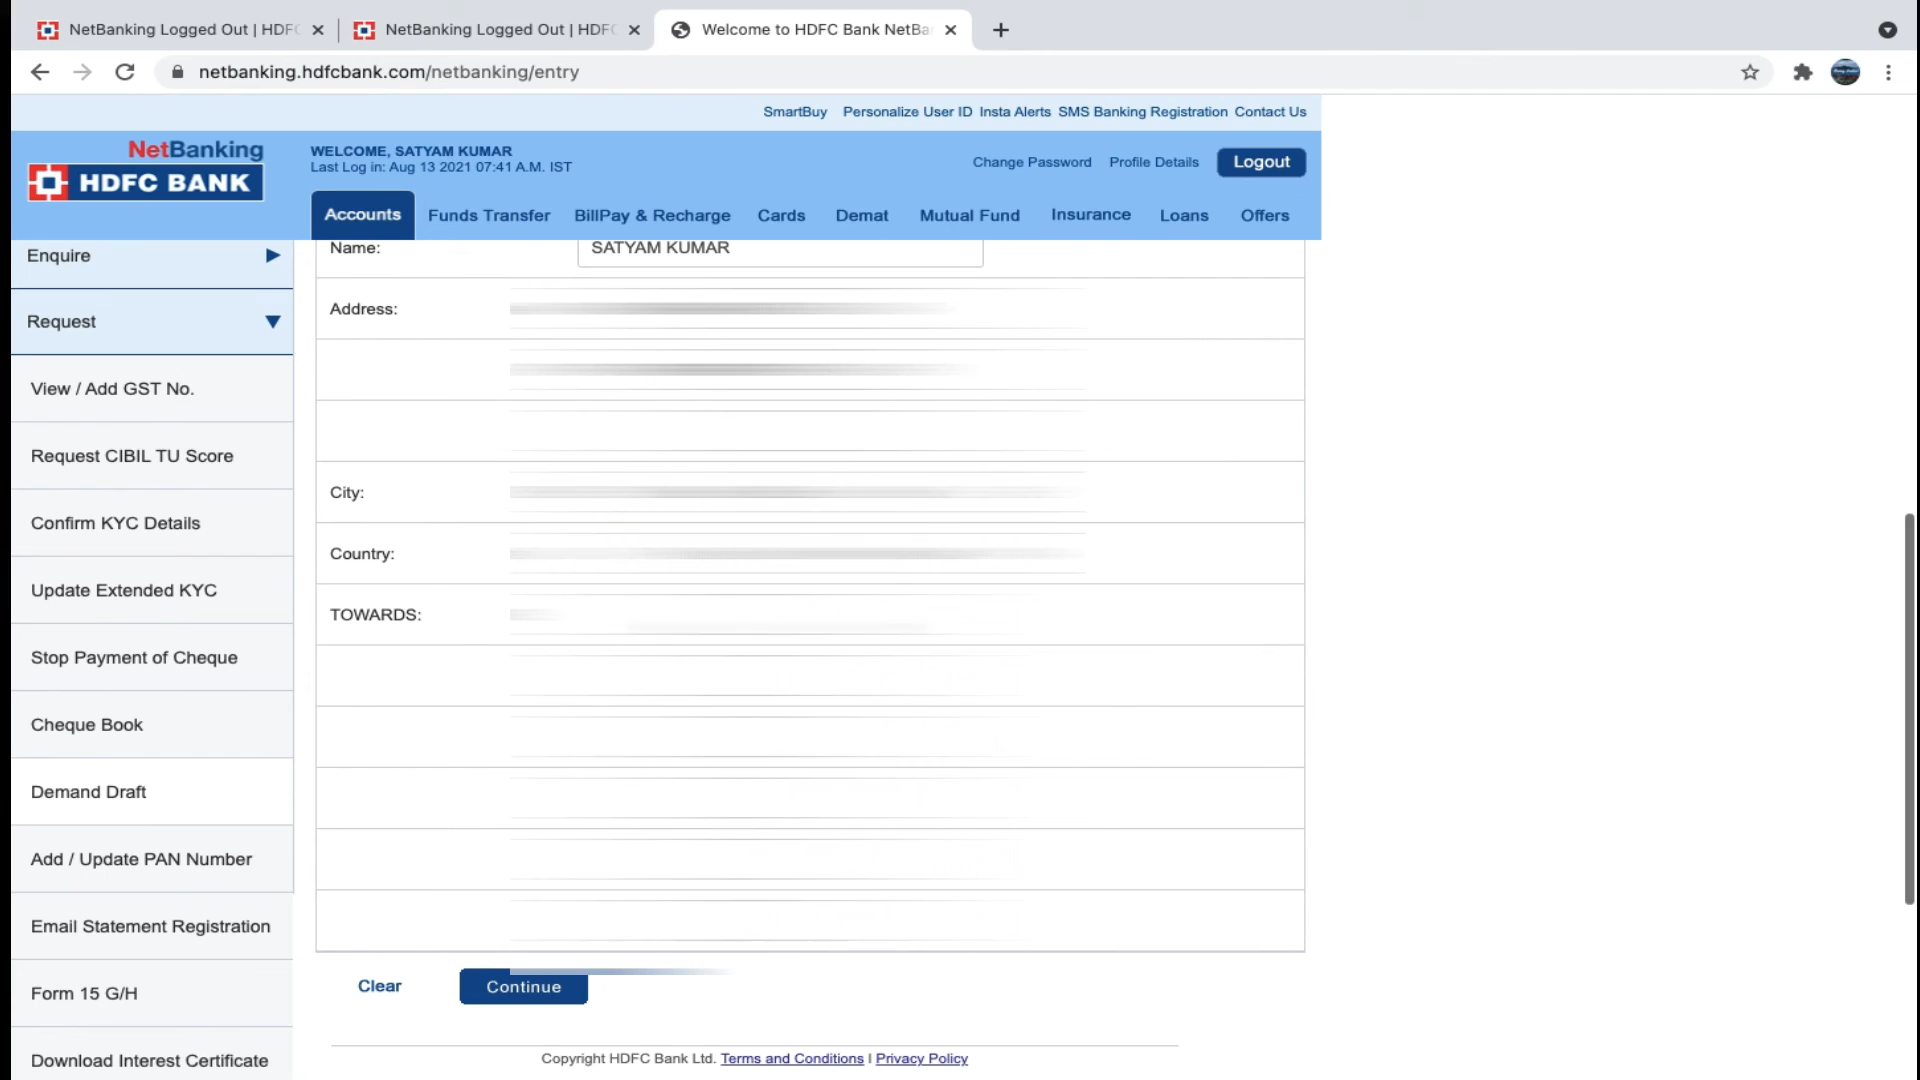 NetBanking Logged Out | HDFC
NetBanking Logged Out | HDFC
Welcome to HDFC Bank NetBa
netbanking.hdfcbank.com/netbanking/entry
SmartBuy Personalize User ID Insta Alerts SMS Banking Registration Contact Us
NetBanking
HDFC BANK
WELCOME, SATYAM KUMAR
Last Log in: Aug 13 2021 07:41 A.M. IST
Change Password Profile Details Logout
Accounts Funds Transfer BillPay & Recharge Cards Demat Mutual Fund Insurance Loans Offers
Enquire
Request
View / Add GST No.
Request CIBIL TU Score
Confirm KYC Details
Update Extended KYC
Stop Payment of Cheque
Cheque Book
Demand Draft
Add / Update PAN Number
Email Statement Registration
Form 15 G/H
Download Interest Certificate
Name: SATYAM KUMAR
Address:
City:
Country:
TOWARDS:
Clear Continue
Copyright HDFC Bank Ltd. Terms and Conditions I Privacy Policy